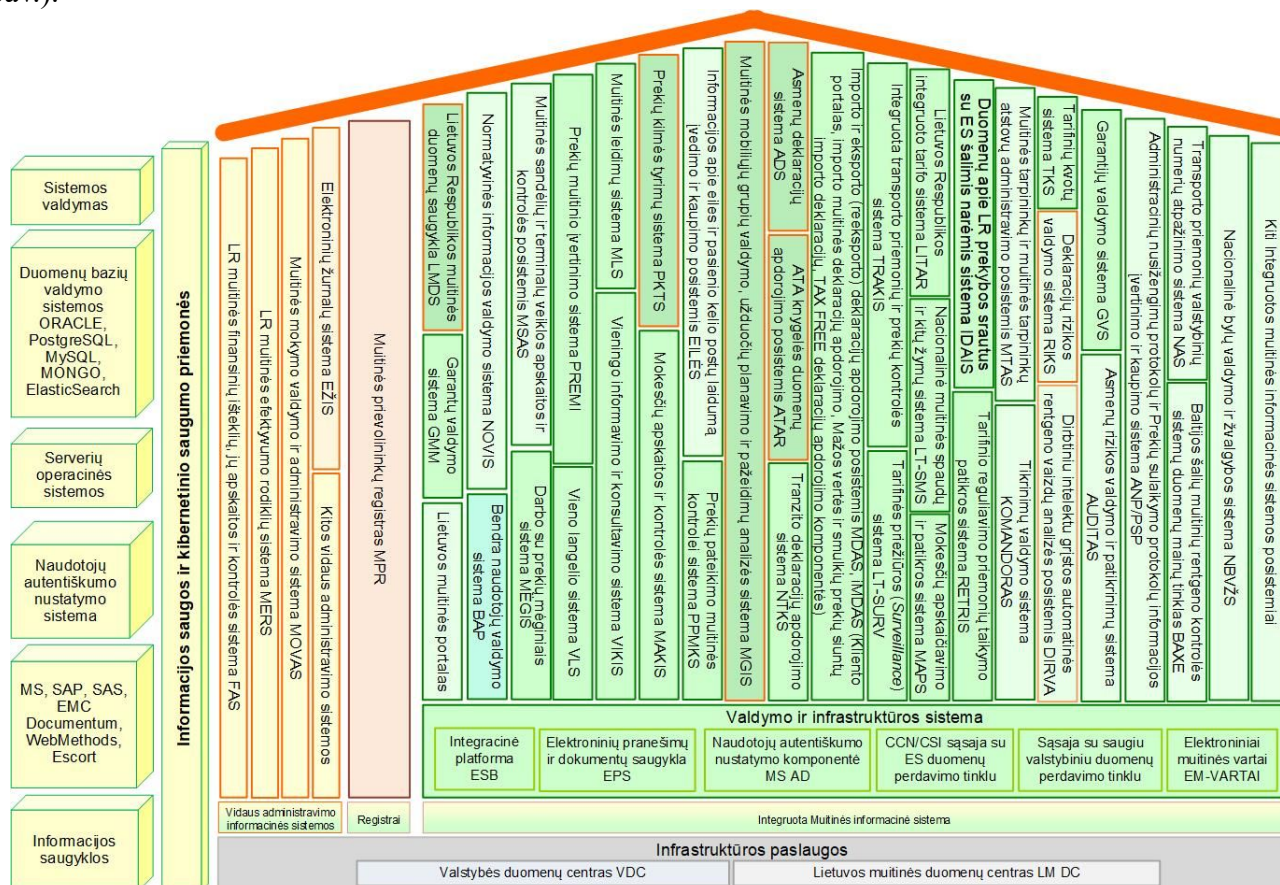 Sistemos
valdymas
Duomenų bazių
valdymo
sistemos
ORACLE,
PostgreSQL,
MySQL,
MONGO,
ElasticSearch
Serverių
operacinės
sistemos
Naudotojų
autentiškumo
nustatymo
sistema
MS, SAP, SAS,
EMC
Documentum,
WebMethods,
Escort
Informacijos
saugyklos
Informacijos saugos ir kibernetinio saugumo priemonės
LR muitinės finansinių išteklių, jų apskaitos ir kontrolės sistema FAS
LR muitinės efektyvumo rodiklių sistema MERS
Muitinės mokymo valdymo ir administravimo sistema MOVAS
Elektroninių žurnalų sistema EŽIS
Kitos vidaus administravimo sistemos
Muitinės prievolininkų registras MPR
Lietuvos Respublikos muitinės
duomenų saugykla LMDS
Garantų valdymo
sistema GMM
Lietuvos muitinės portalas
Normatyvinės informacijos valdymo sistema NOVIS
Bendra naudotojų valdymo
sistema BAP
Muitinės sandėlių ir terminalų veiklos apskaitos ir
kontrolės posistemis MSAS
Darbo su prekių mėginiais
sistema MEGIS
Prekių muitinio įvertinimo sistema PREMI
Vieno langelio sistema VLS
Muitinės leidimų sistema MLS
Vieningo informavimo ir konsultavimo sistema VIKIS
Prekių kilmės tyrimų sistema PKTS
Mokesčių apskaitos ir kontrolės sistema MAKIS
Informacijos apie eiles ir pasienio kelio postų laidumą
įvedimo ir kaupimo posistemis EILĖS
Prekių pateikimo muitinės
kontrolei sistema PPMKS
Muitinės mobilių grupių valdymo, užduočių planavimo ir pažeidimų analizės sistema MGIS
Asmenų deklaracijų
sistema ADS
ATA knygelės duomenų
apdorojimo posistemis ATAR
Tranzito deklaracijų apdorojimo
sistema NTKS
Importo ir eksporto (reeksporto) deklaracijų apdorojimo posistemis MDAS, iMDAS (Kliento
portalas, importo muitinės deklaracijų apdorojimo, Mažos vertės ir smulkių prekių siuntų
importo deklaracijų, TAX FREE deklaracijų apdorojimo komponentės)
Integruota transporto priemonių ir prekių kontrolės
sistema TRAKIS
Tarifinės priežiūros (Surveillance)
sistema LT-SURV
Lietuvos Respublikos
integruoto tarifo sistema LITAR
Nacionalinė muitinės spaudų
ir kitų žymų sistema LT-SMS
Mokesčių apskaičiavimo
ir patikros sistema MAPS
Duomenų apie LR prekybos srautus
su ES šalimis narėmis sistema IDAIS
Tarifinio reguliavimo priemonių taikymo
patikros sistema RETRIS
Muitinės tarpininkų ir muitinės tarpininkų
atstovų administravimo posistemis MTAS
Tikrinimų valdymo sistema
KOMANDORAS
Tarifinių kvotų
sistema TKS
Deklaracijų rizikos
valdymo sistema RIKS
Dirbtiniu intelektu grįstos automatinės
rentgeno vaizdų analizės posistemis DIRVA
Garantijų valdymo sistema GVS
Asmenų rizikos valdymo ir patikrinimų sistema
AUDITAS
Administracinių nusižengimų protokolų ir Prekių sulaikymo protokolų informacijos
įvertinimo ir kaupimo sistema ANP/PSP
Transporto priemonių valstybinių
numerių atpažinimo sistema NAS
Baltijos šalių muitinių rentgeno kontrolės
sistemų duomenų mainų tinklas BAXE
Nacionalinė bylų valdymo ir žvalgybos sistema NBVŽS
Kiti integruotos muitinės informacinės sistemos posistemiai
Valdymo ir infrastruktūros sistema
Integracinė
platforma
ESB
Elektroninių pranešimų
ir dokumentų saugykla
EPS
Naudotojų autentiškumo
nustatymo komponentė
MS AD
CCN/CSI sąsaja su
ES duomenų
perdavimo tinklu
Sąsaja su saugiu
valstybiniu duomenų
perdavimo tinklu
Elektroniniai
muitinės vartai
EM-VARTAI
Vidaus administravimo
informacinės sistemos
Registrai
Integruota Muitinės informacinė sistema
Infrastruktūros paslaugos
Valstybės duomenų centras VDC
Lietuvos muitinės duomenų centras LM DC